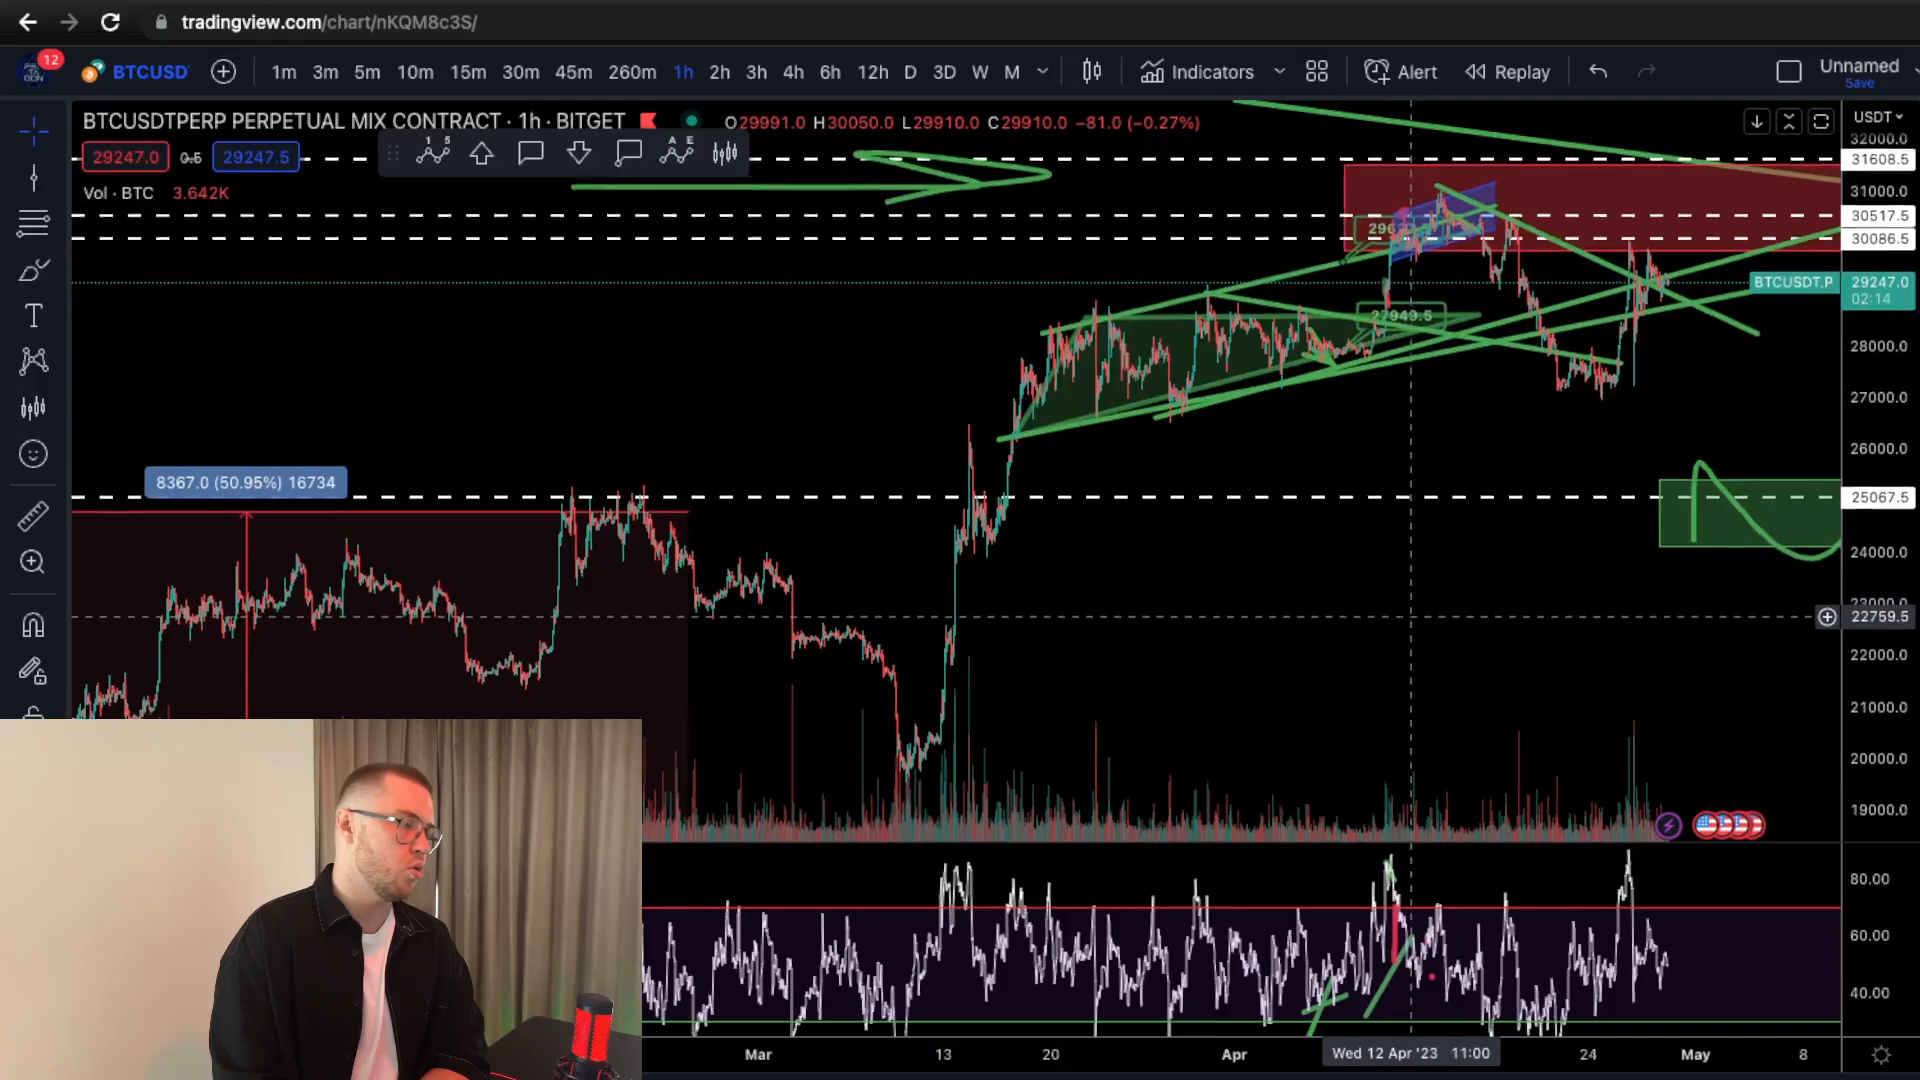 tradingview.com/chart/nKQM8c3S/
12
BTCUSD
1m 3m 5m 10m 15m 30m 45m 260m 1h 2h 3h 4h 6h 12h D 3D W M
Indicators
Alert
Replay
Unnamed
Save
BTCUSDTPERP PERPETUAL MIX CONTRACT · 1h · BITGET
O29991.0 H30050.0 L29910.0 C29910.0 −81.0 (−0.27%)
29247.0 0.5 29247.5
1 5
A E
Vol · BTC 3.642K
USDT
32000.0
31608.5
31000.0
30517.5
30086.5
BTCUSDT.P 29247.0
02:14
27949.5
28000.0
27000.0
26000.0
8367.0 (50.95%) 16734
25067.5
24000.0
23000.0
22759.5
22000.0
21000.0
20000.0
19000.0
80.00
60.00
40.00
Mar 13 20 Apr Wed 12 Apr '23 11:00 24 May 8